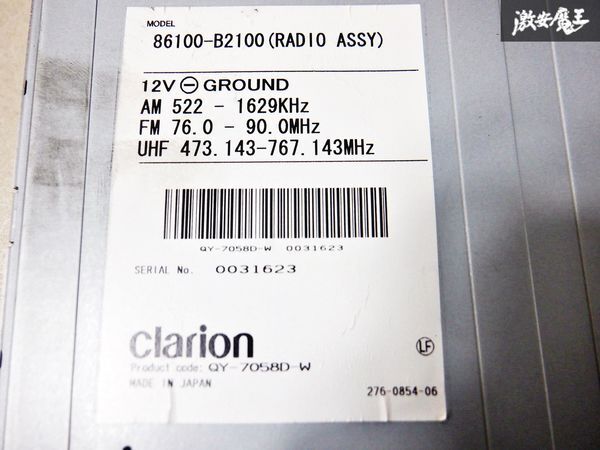 激安魔王
MODEL
86100-B2100(RADIO ASSY)
12V⊖GROUND
AM 522 - 1629KHz
FM 76.0 - 90.0MHz
UHF 473.143-767.143MHz
QY-7058D-W 0031623
SERIAL No. 0031623
clarion
LF
Product code: QY-7058D-W
MADE IN JAPAN
276-0854-06